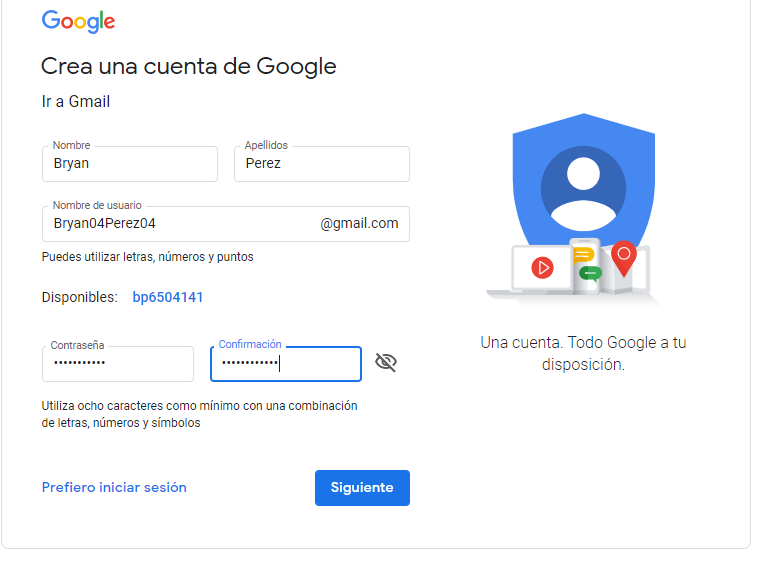 Google
Crea una cuenta de Google
Ir a Gmail
Nombre
Bryan
Apellidos
Perez
Nombre de usuario
Bryan04Perez04 @gmail.com
Puedes utilizar letras, números y puntos
Disponibles: bp6504141
Contraseña
•••••••••••
Confirmación
••••••••••••
Utiliza ocho caracteres como mínimo con una combinación
de letras, números y símbolos
Prefiero iniciar sesión
Siguiente
Una cuenta. Todo Google a tu
disposición.